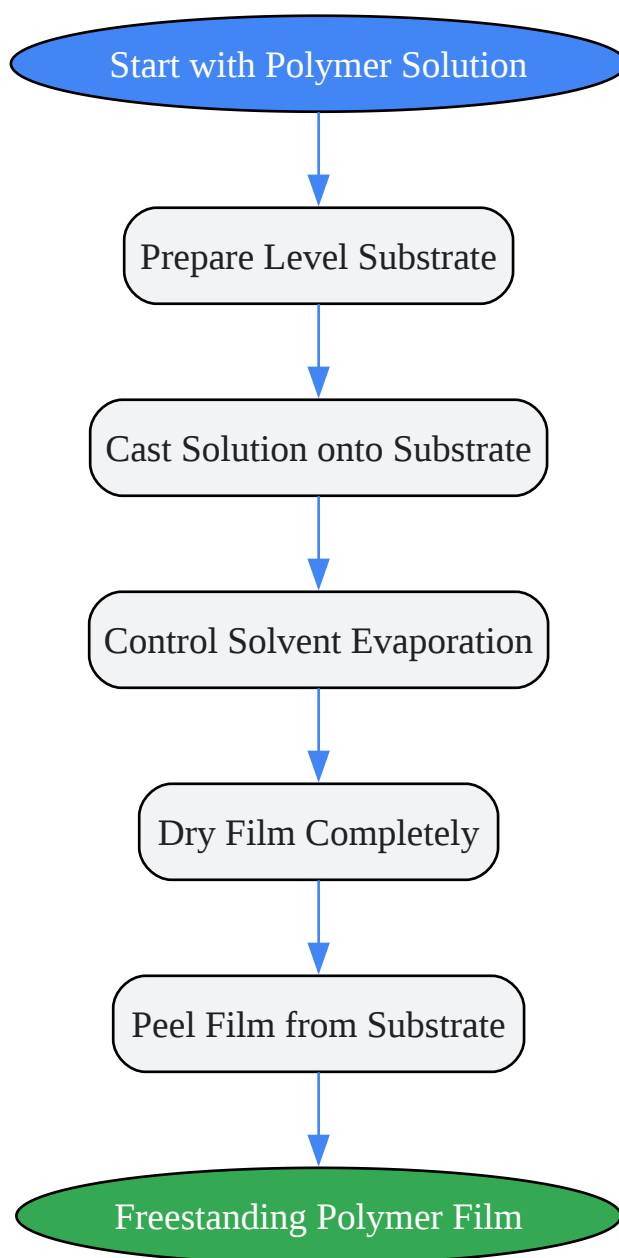 Start with Polymer Solution
Prepare Level Substrate
Cast Solution onto Substrate
Control Solvent Evaporation
Dry Film Completely
Peel Film from Substrate
Freestanding Polymer Film